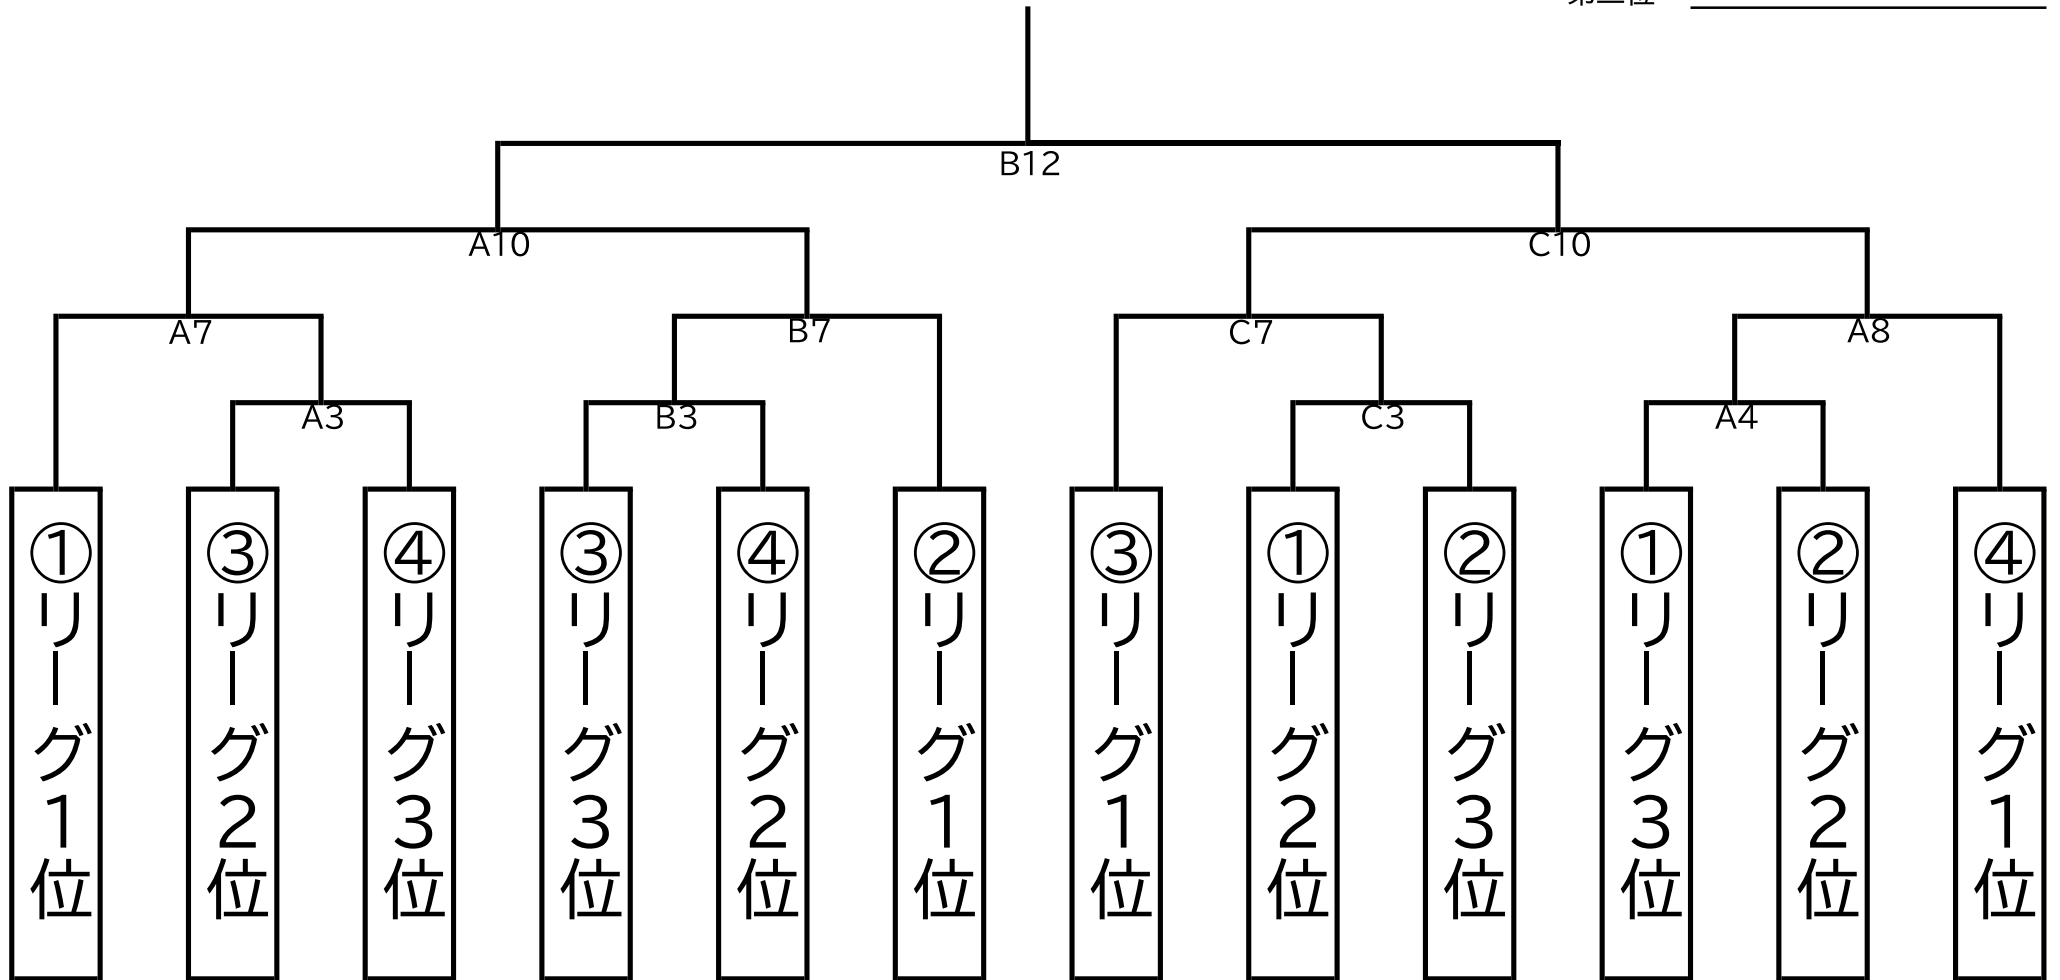 B12
A10
C10
A7
B7
C7
A8
A3
B3
C3
A4
①リーグ1位
③リーグ2位
④リーグ3位
③リーグ3位
④リーグ2位
②リーグ1位
③リーグ1位
①リーグ2位
②リーグ3位
①リーグ3位
②リーグ2位
④リーグ1位